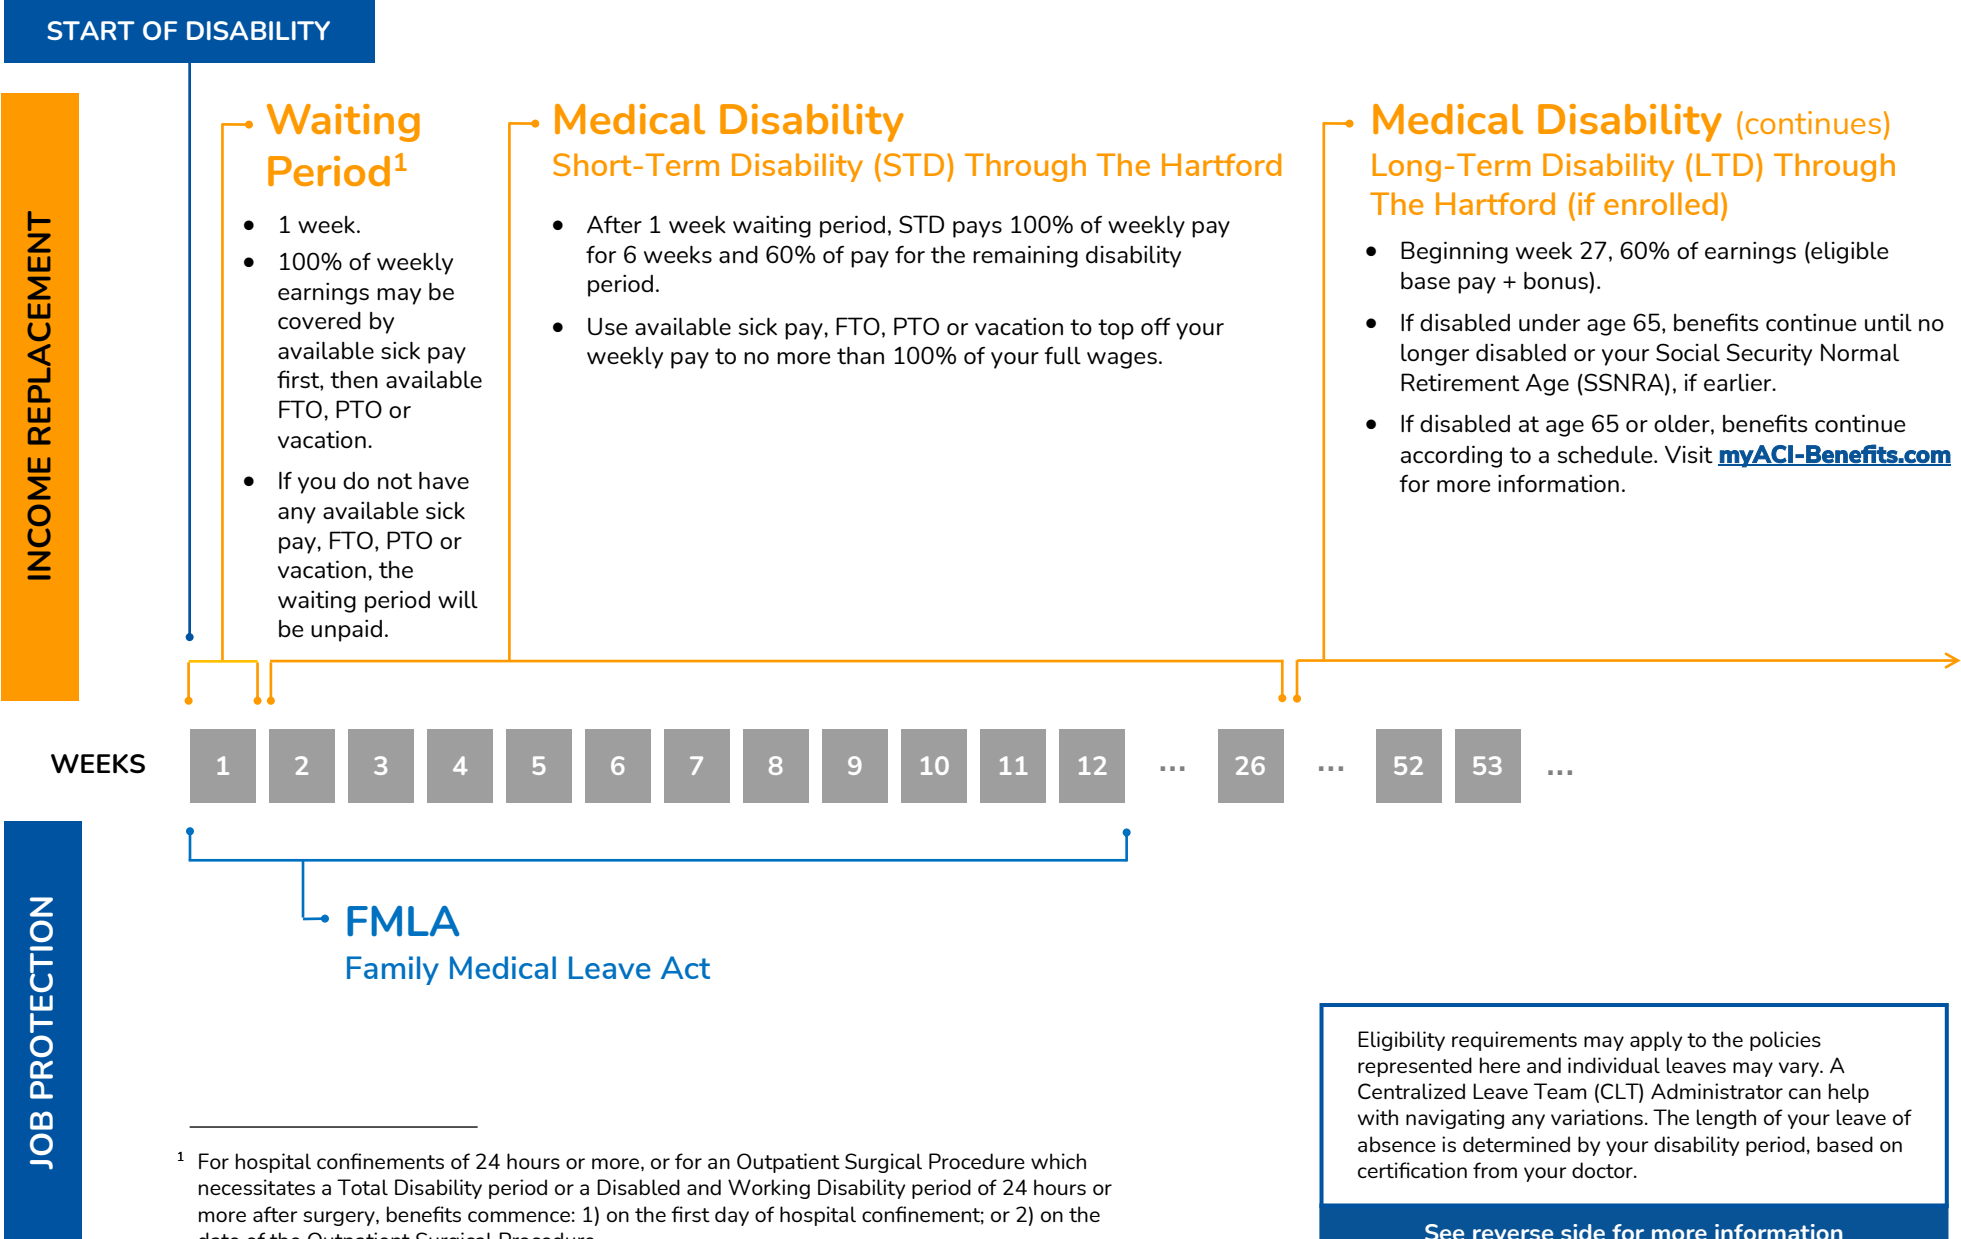 START OF DISABILITY
INCOME REPLACEMENT
Waiting
Period¹
• 1 week.
• 100% of weekly
earnings may be
covered by
available sick pay
first, then available
FTO, PTO or
vacation.
• If you do not have
any available sick
pay, FTO, PTO or
vacation, the
waiting period will
be unpaid.
Medical Disability
Short-Term Disability (STD) Through The Hartford
• After 1 week waiting period, STD pays 100% of weekly pay
for 6 weeks and 60% of pay for the remaining disability
period.
• Use available sick pay, FTO, PTO or vacation to top off your
weekly pay to no more than 100% of your full wages.
Medical Disability (continues)
Long-Term Disability (LTD) Through
The Hartford (if enrolled)
• Beginning week 27, 60% of earnings (eligible
base pay + bonus).
• If disabled under age 65, benefits continue until no
longer disabled or your Social Security Normal
Retirement Age (SSNRA), if earlier.
• If disabled at age 65 or older, benefits continue
according to a schedule. Visit myACI-Benefits.com
for more information.
WEEKS 1 2 3 4 5 6 7 8 9 10 11 12 ... 26 ... 52 53 ...
JOB PROTECTION
FMLA
Family Medical Leave Act
¹ For hospital confinements of 24 hours or more, or for an Outpatient Surgical Procedure which
necessitates a Total Disability period or a Disabled and Working Disability period of 24 hours or
more after surgery, benefits commence: 1) on the first day of hospital confinement; or 2) on the
date of the Outpatient Surgical Procedure.
Eligibility requirements may apply to the policies
represented here and individual leaves may vary. A
Centralized Leave Team (CLT) Administrator can help
with navigating any variations. The length of your leave of
absence is determined by your disability period, based on
certification from your doctor.
See reverse side for more information